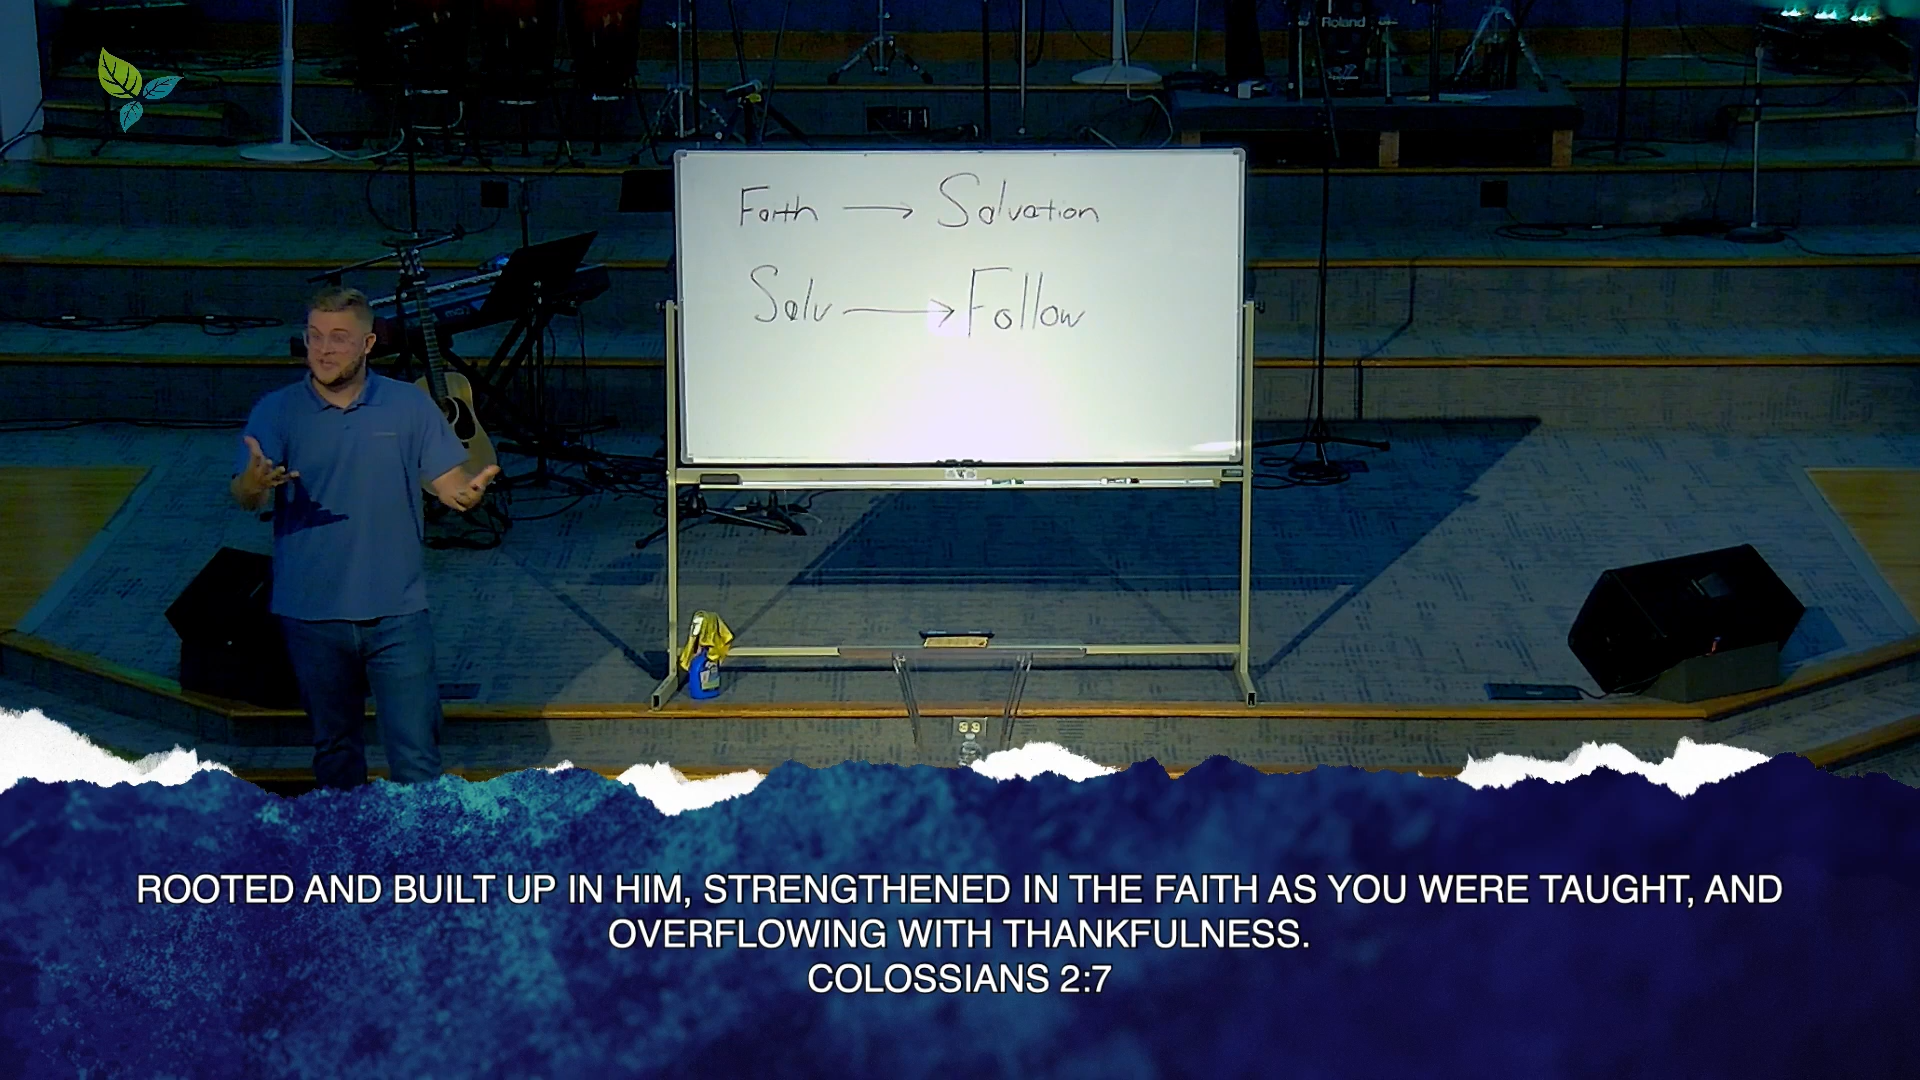 Roland
Faith → Salvation
Salv → Follow
ROOTED AND BUILT UP IN HIM, STRENGTHENED IN THE FAITH AS YOU WERE TAUGHT, AND
OVERFLOWING WITH THANKFULNESS.
COLOSSIANS 2:7